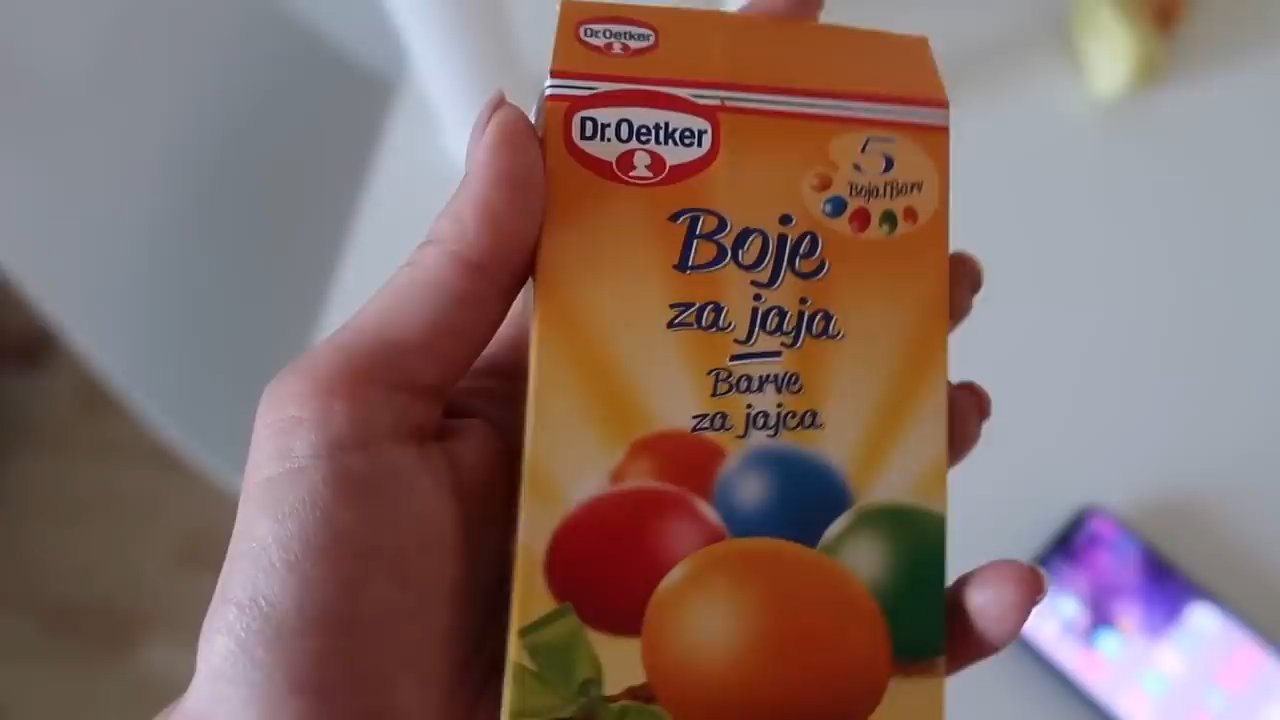 Dr.Oetker
Dr.Oetker
5
Boja/Barv
Boje
za jaja
Barve
za jajca